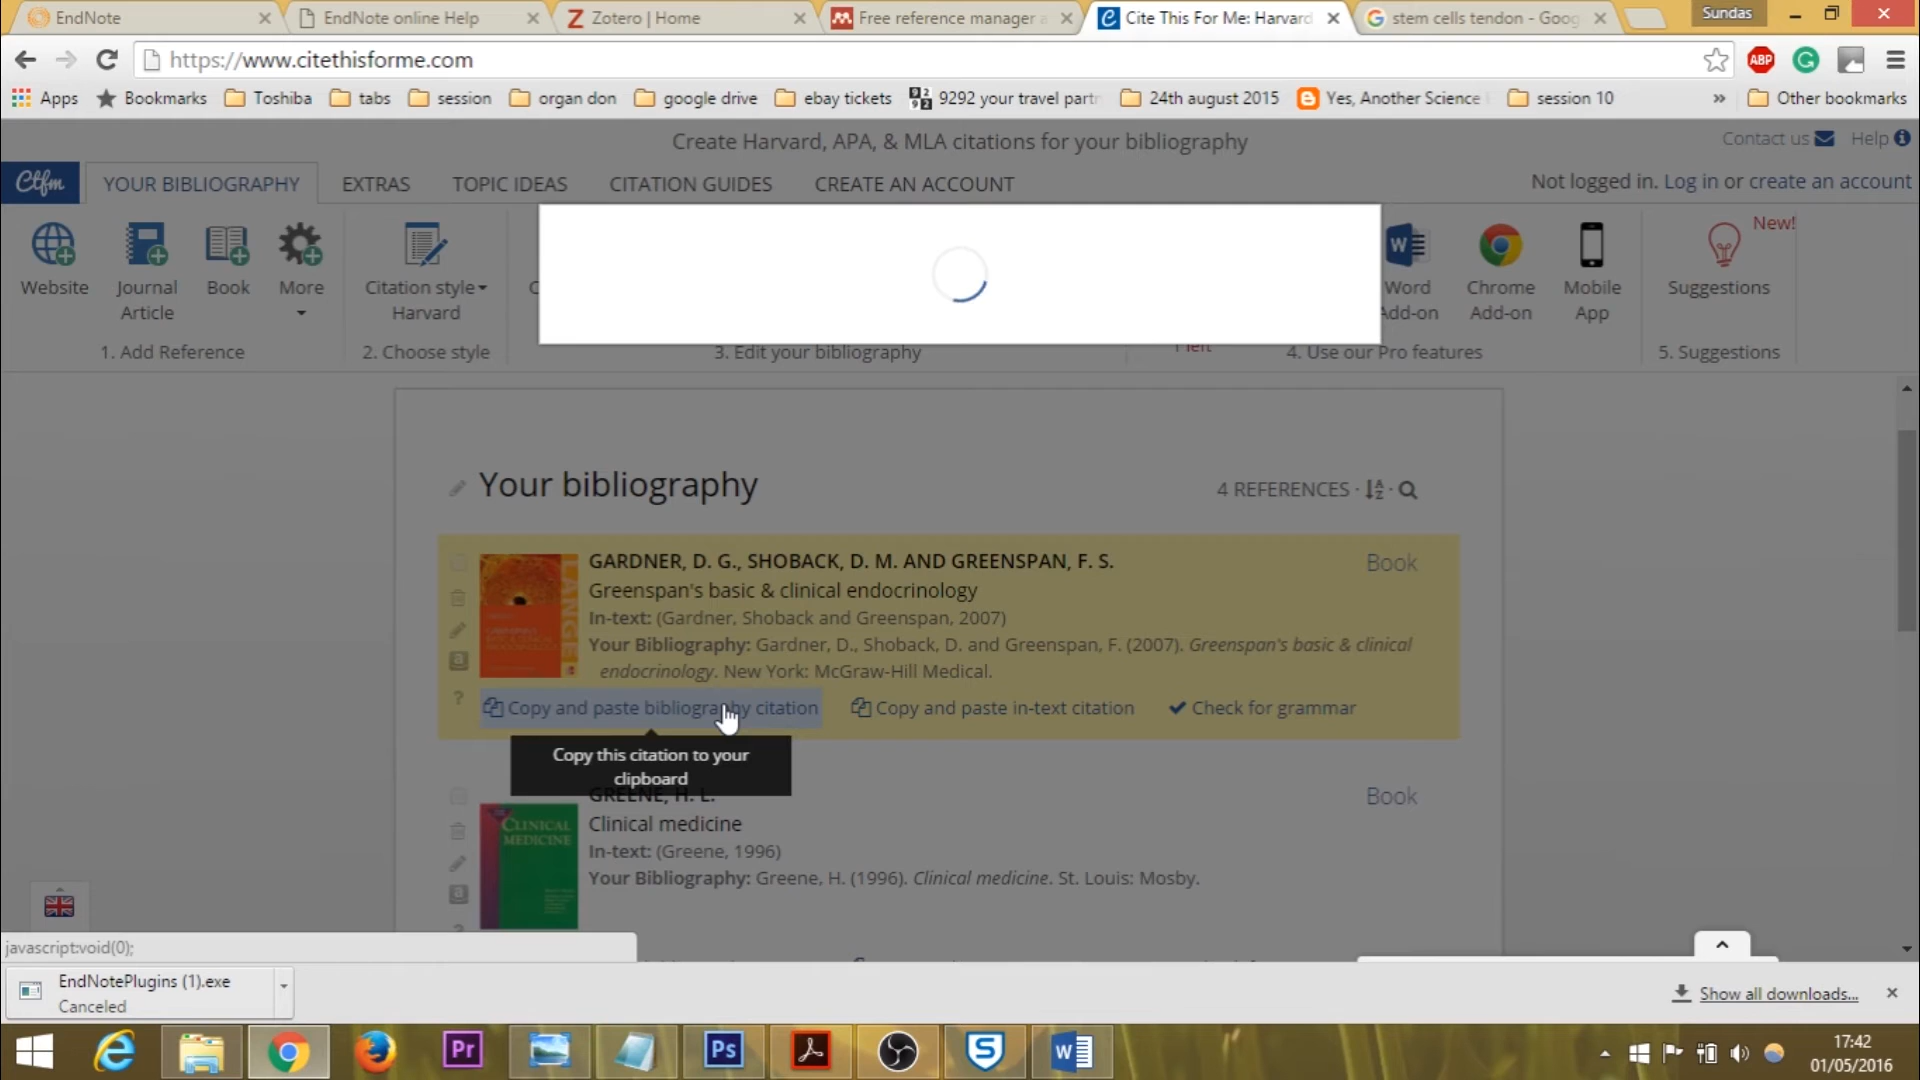 EndNote
EndNote online Help
Zotero | Home
Free reference manager a
Cite This For Me: Harvard
stem cells tendon - Goog
Sundas
https://www.citethisforme.com
ABP
Apps
Bookmarks
Toshiba
tabs
session
organ don
google drive
ebay tickets
9292 your travel partn
24th august 2015
Yes, Another Science
session 10
»
Other bookmarks
Create Harvard, APA, & MLA citations for your bibliography
Contact us
Help
Ctfm
YOUR BIBLIOGRAPHY
EXTRAS
TOPIC IDEAS
CITATION GUIDES
CREATE AN ACCOUNT
Not logged in. Log in or create an account
Website
Journal
Article
Book
More
Citation style
Harvard
Word
Add-on
Chrome
Add-on
Mobile
App
New!
Suggestions
1. Add Reference
2. Choose style
3. Edit your bibliography
left
4. Use our Pro features
5. Suggestions
Your bibliography
4 REFERENCES
GARDNER, D. G., SHOBACK, D. M. AND GREENSPAN, F. S.
Book
Greenspan's basic & clinical endocrinology
In-text: (Gardner, Shoback and Greenspan, 2007)
Your Bibliography: Gardner, D., Shoback, D. and Greenspan, F. (2007). Greenspan's basic & clinical
endocrinology. New York: McGraw-Hill Medical.
LANGE
Copy and paste bibliography citation
Copy and paste in-text citation
Check for grammar
Copy this citation to your
clipboard
GREENE, H. L.
Book
Clinical medicine
In-text: (Greene, 1996)
Your Bibliography: Greene, H. (1996). Clinical medicine. St. Louis: Mosby.
CLINICAL
MEDICINE
javascript:void(0);
EndNotePlugins (1).exe
Canceled
Show all downloads...
Pr
Ps
S
W
17:42
01/05/2016